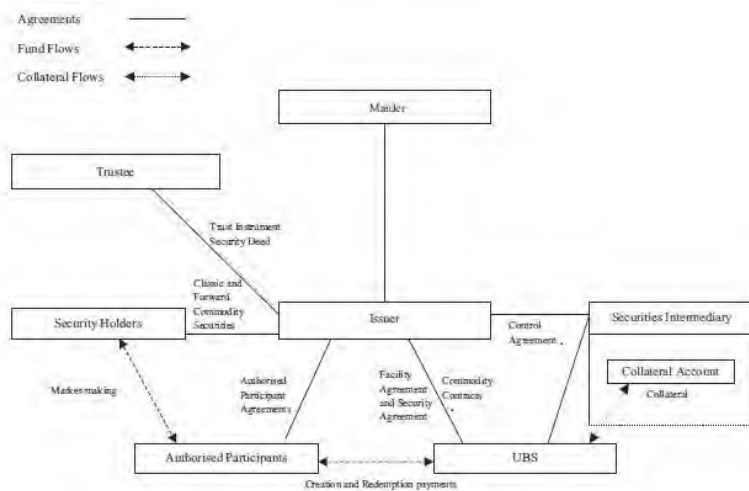 Agreements
Fund Flows
Collateral Flows
Manler
Trustee
Trust Instrument
Security Deed
Classic and
Forward
Commodity
Securities
Security Holders
Issuer
Control
Agreement
Securities Intermediary
Collateral Account
Collateral
Market-making
Authorised
Participant
Agreements
Facility
Agreement
and Security
Agreement
Commodity
Contracts
Authorised Participants
UBS
Creation and Redemption payments